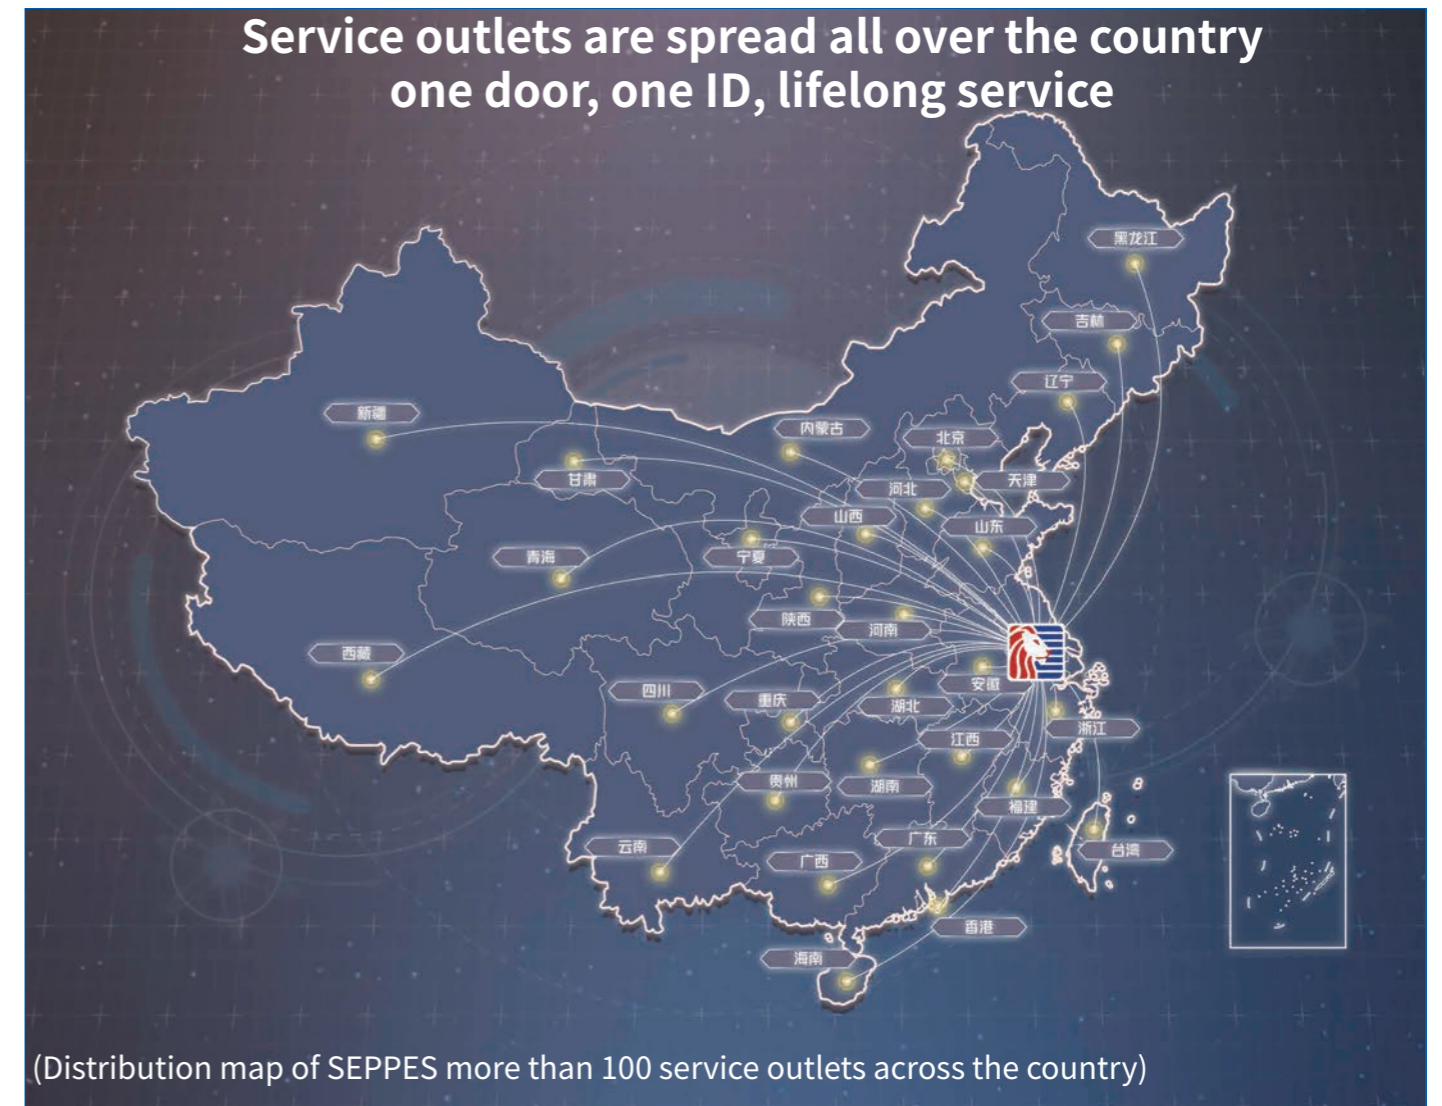 Service outlets are spread all over the country
one door, one ID, lifelong service
黑龙江
吉林
辽宁
新疆
内蒙古
北京
甘肃
河北
天津
山西
山东
青海
宁夏
陕西
河南
西藏
四川
重庆
安徽
湖北
浙江
江西
贵州
湖南
福建
云南
广西
广东
台湾
香港
海南
(Distribution map of SEPPES more than 100 service outlets across the country)